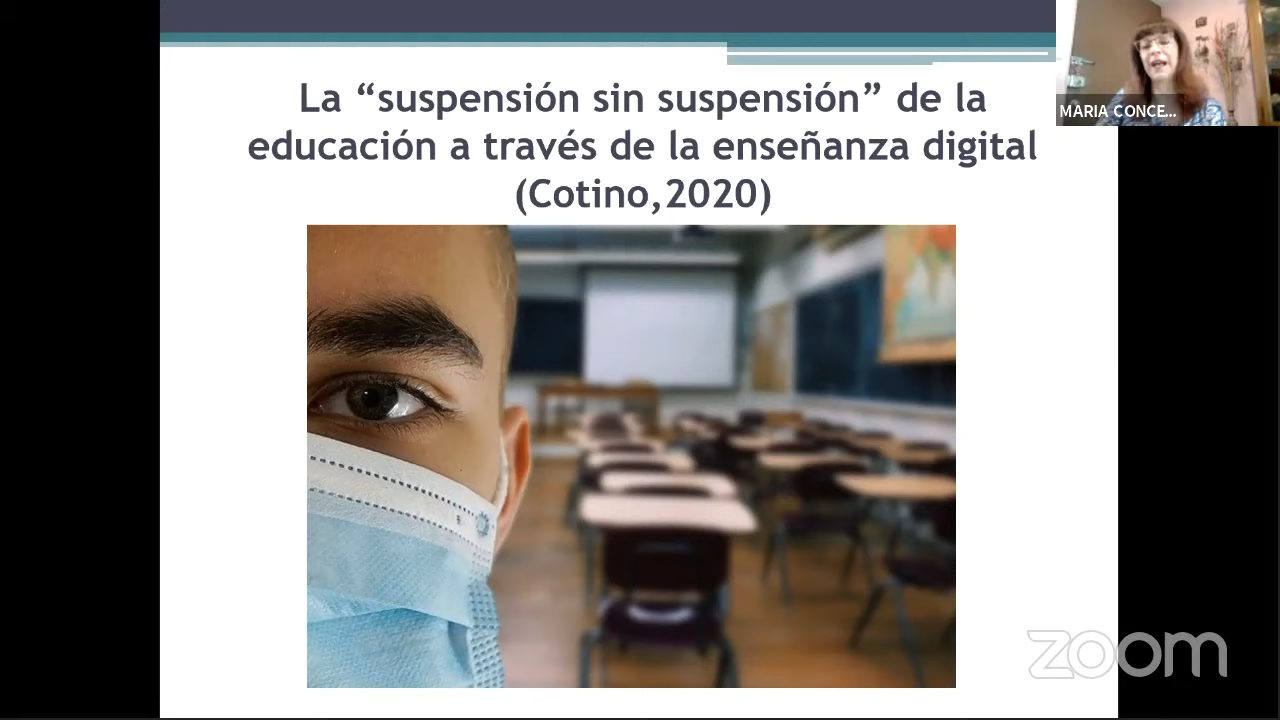 La “suspensión sin suspensión” de la
educación a través de la enseñanza digital
(Cotino,2020)
MARIA CONCE...
zoom